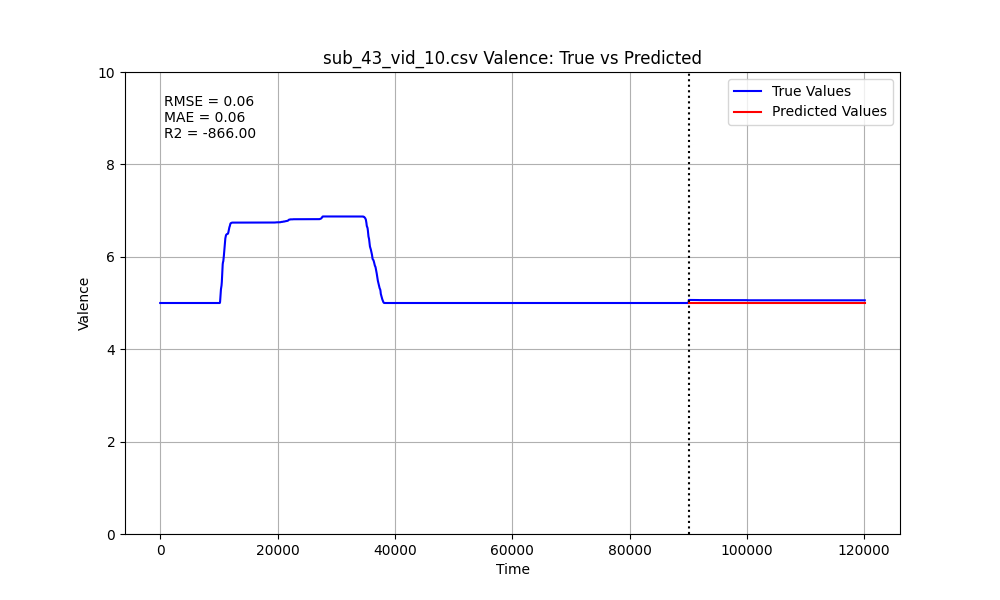 sub_43_vid_10.csv Valence: True vs Predicted
RMSE = 0.06
MAE = 0.06
R2 = -866.00
True Values
Predicted Values
Valence
10
8
6
4
2
0
0
20000
40000
60000
80000
100000
120000
Time